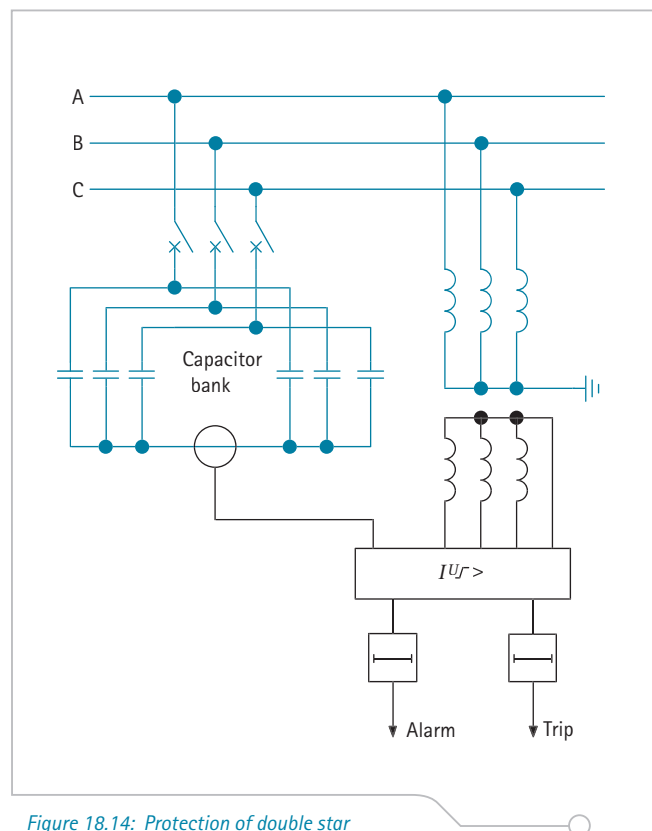 A
B
C
Capacitor
bank
I U >
Alarm
Trip
Figure 18.14: Protection of double star